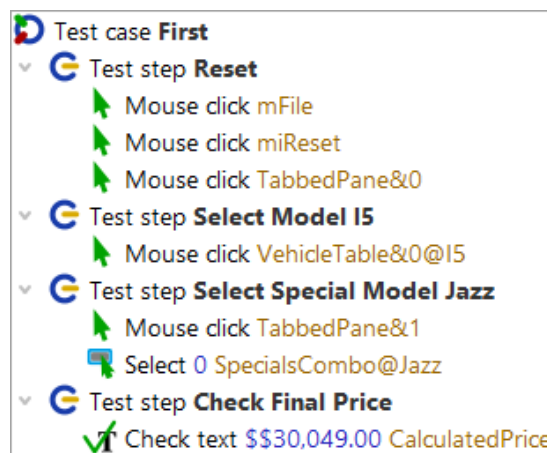 Test case First
Test step Reset
Mouse click mFile
Mouse click miReset
Mouse click TabbedPane&0
Test step Select Model I5
Mouse click VehicleTable&0@I5
Test step Select Special Model Jazz
Mouse click TabbedPane&1
Select 0 SpecialsCombo@Jazz
Test step Check Final Price
Check text $$30,049.00 CalculatedPrice